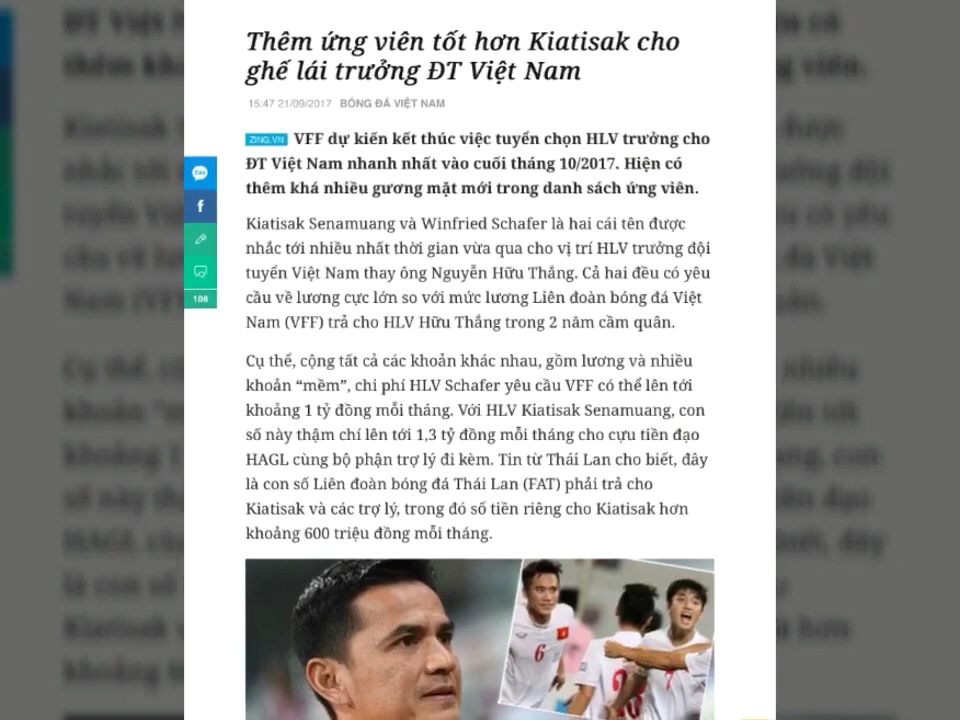 Thêm ứng viên tốt hơn Kiatisak cho
ghế lái trưởng ĐT Việt Nam
15:47 21/09/2017 BÓNG ĐÁ VIỆT NAM
ZING.VN VFF dự kiến kết thúc việc tuyển chọn HLV trưởng cho
ĐT Việt Nam nhanh nhất vào cuối tháng 10/2017. Hiện có
thêm khá nhiều gương mặt mới trong danh sách ứng viên.
Kiatisak Senamuang và Winfried Schafer là hai cái tên được
nhắc tới nhiều nhất thời gian vừa qua cho vị trí HLV trưởng đội
tuyển Việt Nam thay ông Nguyễn Hữu Thắng. Cả hai đều có yêu
cầu về lương cực lớn so với mức lương Liên đoàn bóng đá Việt
Nam (VFF) trả cho HLV Hữu Thắng trong 2 năm cầm quân.
108
Cụ thể, cộng tất cả các khoản khác nhau, gồm lương và nhiều
khoản “mềm”, chi phí HLV Schafer yêu cầu VFF có thể lên tới
khoảng 1 tỷ đồng mỗi tháng. Với HLV Kiatisak Senamuang, con
số này thậm chí lên tới 1,3 tỷ đồng mỗi tháng cho cựu tiền đạo
HAGL cùng bộ phận trợ lý đi kèm. Tin từ Thái Lan cho biết, đây
là con số Liên đoàn bóng đá Thái Lan (FAT) phải trả cho
Kiatisak và các trợ lý, trong đó số tiền riêng cho Kiatisak hơn
khoảng 600 triệu đồng mỗi tháng.
6
7